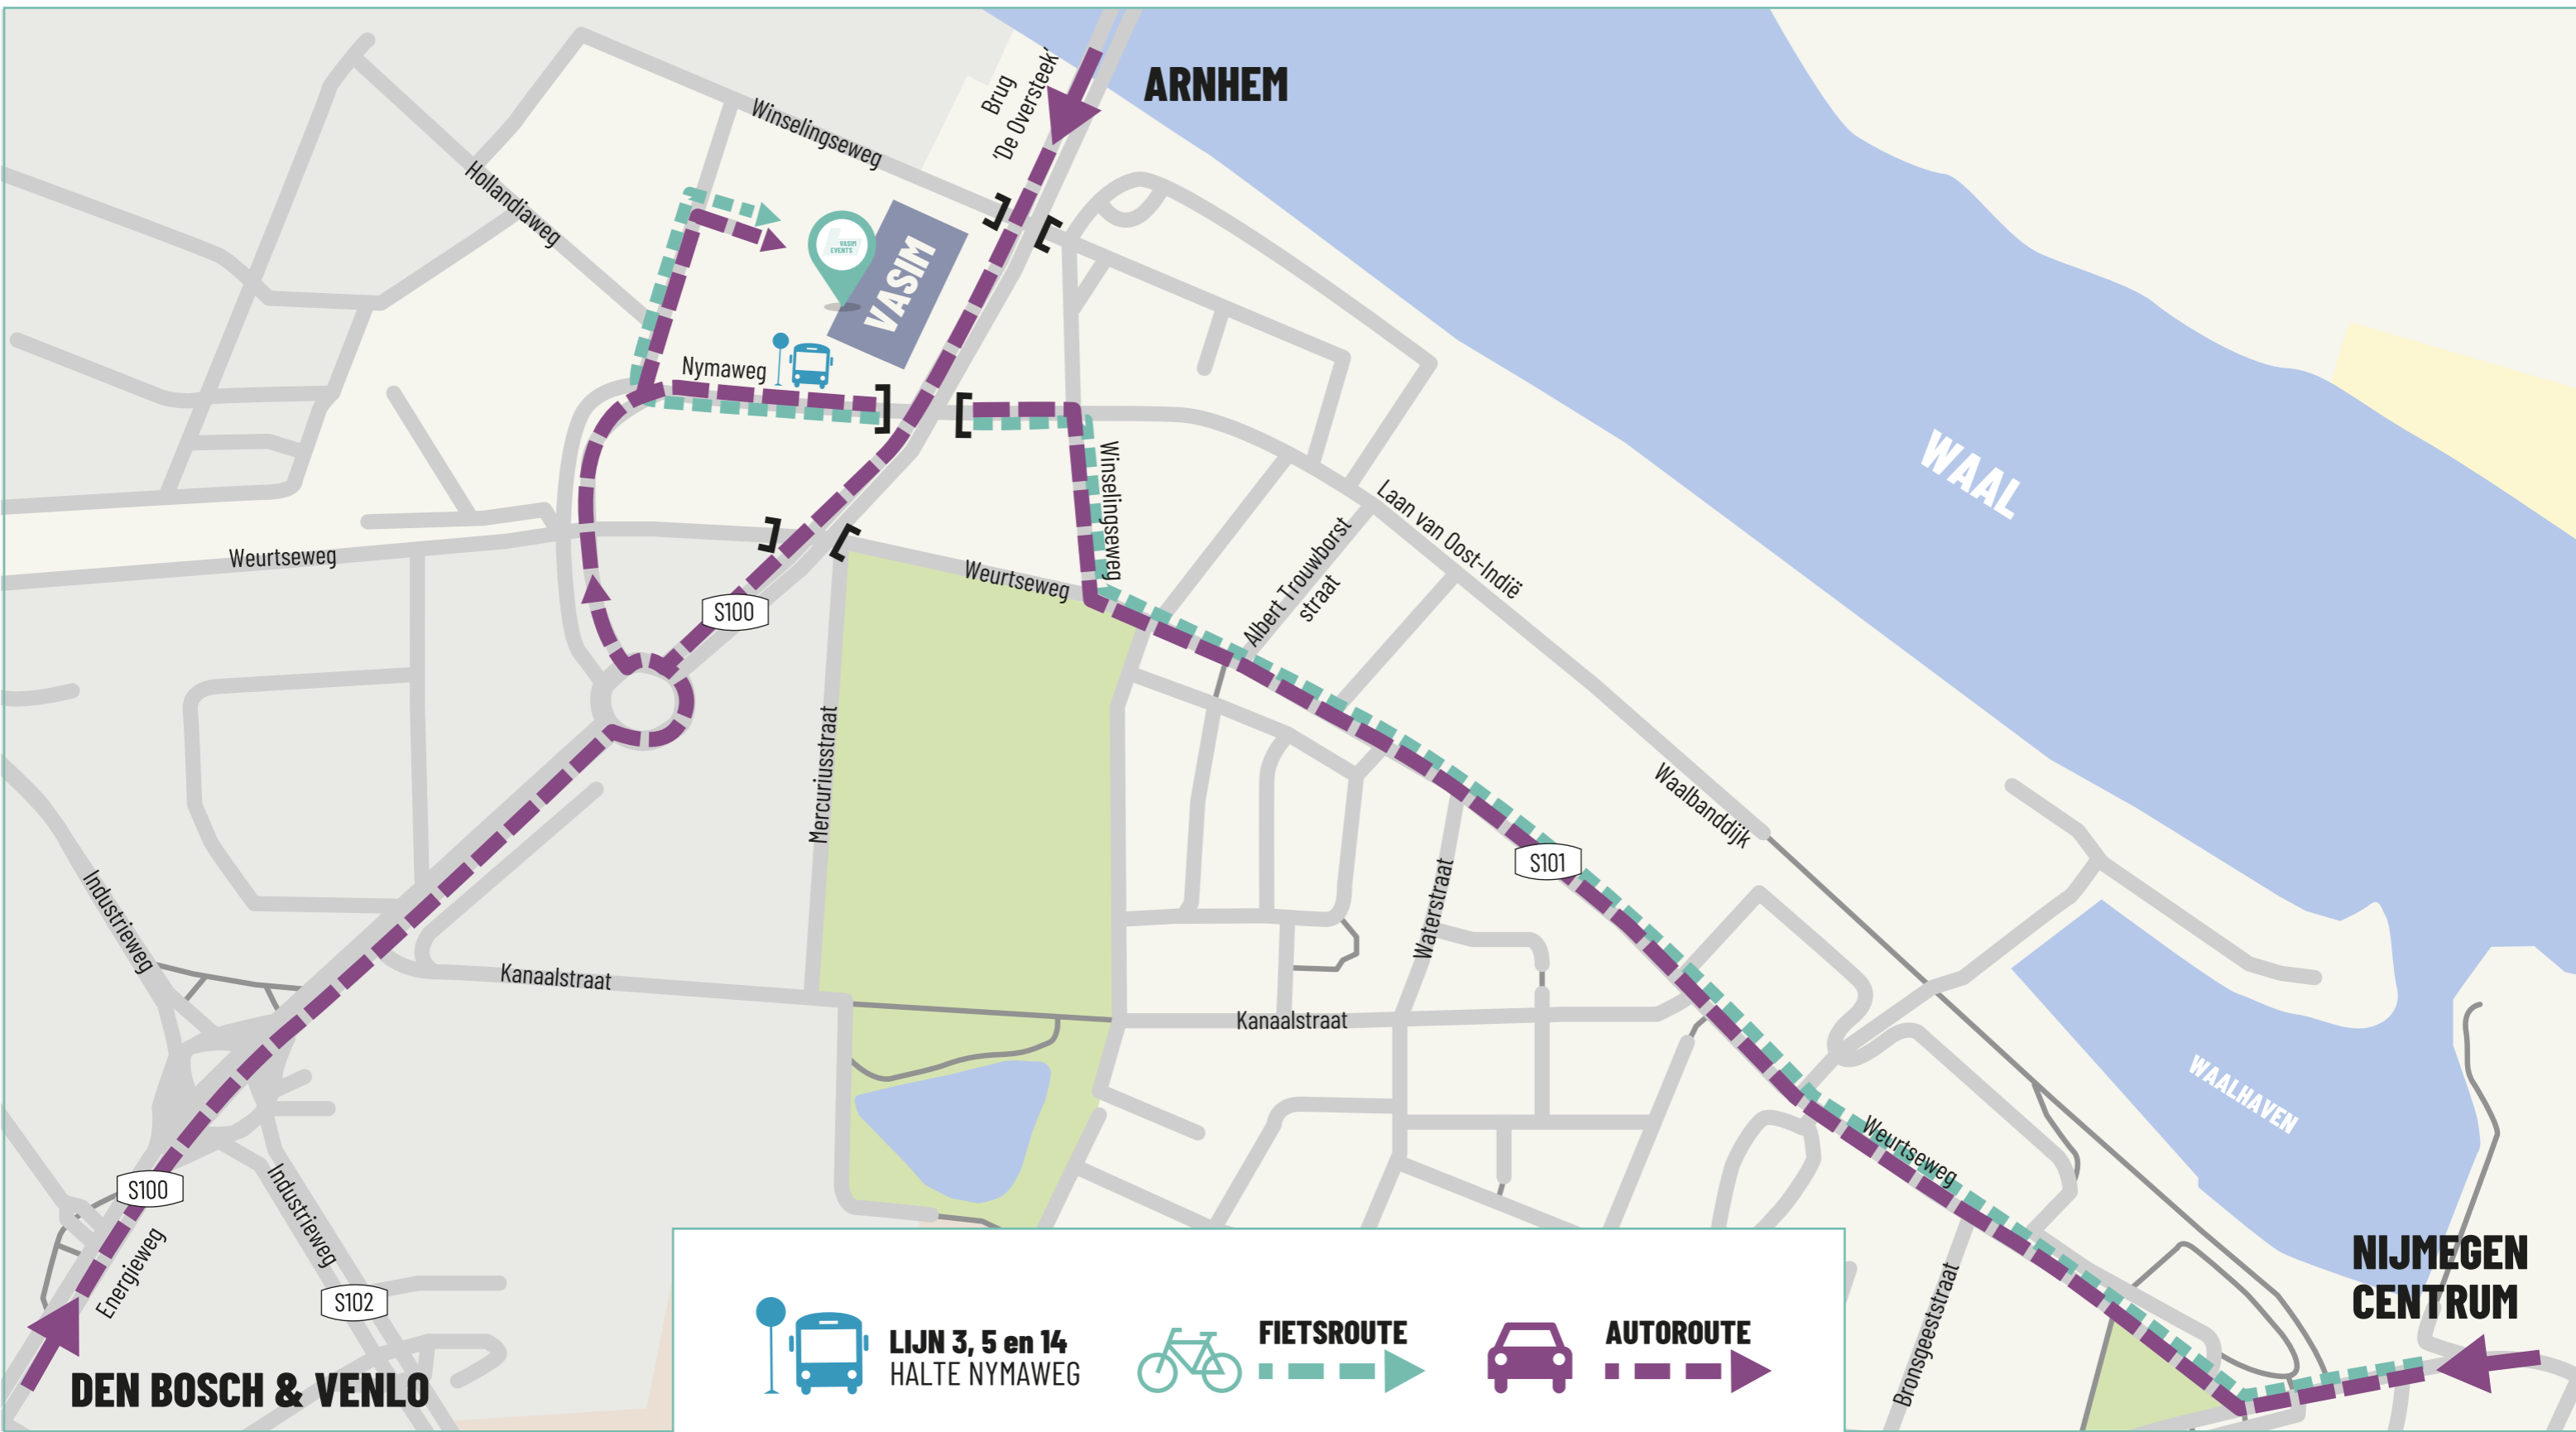 ARNHEM
Brug
'De Oversteek'
Winselingseweg
Hollandiaweg
VASIM
EVENTS
VASIM
Nymaweg
WAAL
Winselingseweg
Laan van Oost-Indië
Albert Trouwborst
straat
Weurtseweg
Weurtseweg
S100
Mercuriusstraat
Waalbanddijk
S101
Waterstraat
Industrieweg
Kanaalstraat
Kanaalstraat
WAALHAVEN
Weurtseweg
S100
Energieweg
Industrieweg
S102
Bronsgeeststraat
NIJMEGEN
CENTRUM
DEN BOSCH & VENLO
LIJN 3, 5 en 14
HALTE NYMAWEG
FIETSROUTE
AUTOROUTE